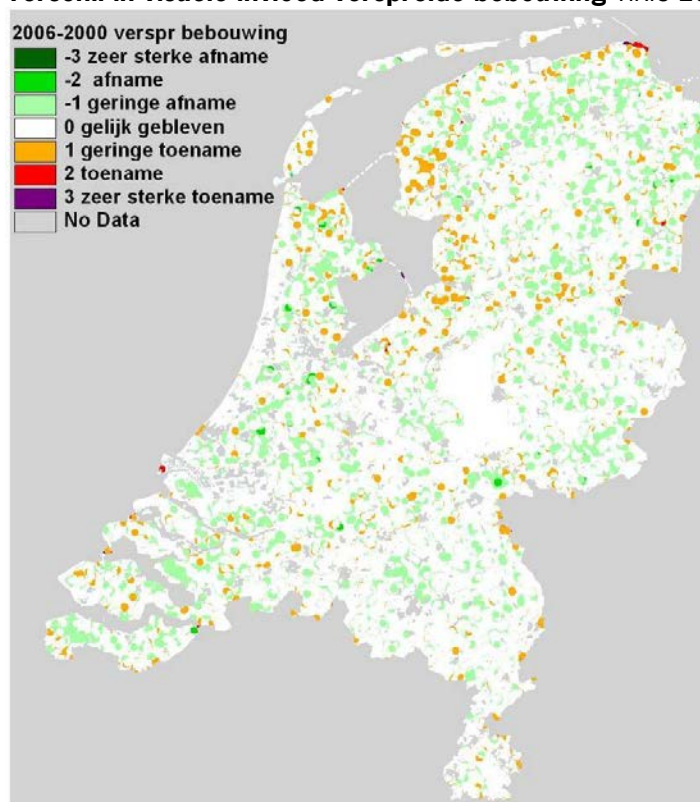 2006-2000 verspr bebouwing
-3 zeer sterke afname
-2 afname
-1 geringe afname
0 gelijk gebleven
1 geringe toename
2 toename
3 zeer sterke toename
No Data